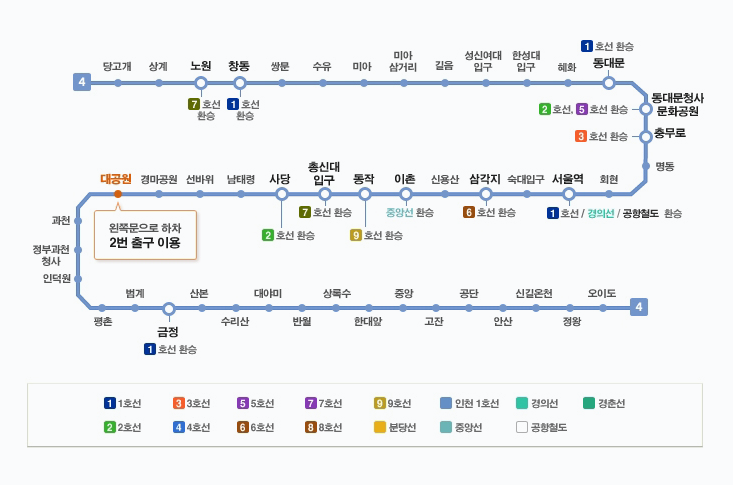 1 호선 환승
미아
삼거리
성신여대
입구
한성대
입구
동대문
당고개
상계
노원
창동
쌍문
수유
미아
길음
혜화
4
7 호선
환승
1 호선
환승
동대문청사
문화공원
2 호선, 5 호선 환승
3 호선 환승
충무로
명동
대공원
경마공원
선바위
남태령
사당
총신대
입구
동작
이촌
신용산
삼각지
숙대입구
서울역
회현
7 호선 환승
중앙선 환승
6 호선 환승
1 호선 / 경의선 / 공항철도 환승
2 호선 환승
9 호선 환승
왼쪽문으로 하차
2번 출구 이용
과천
정부과천
청사
인덕원
범계
산본
대야미
상록수
중앙
공단
신길온천
오이도
4
평촌
금정
수리산
반월
한대앞
고잔
안산
정왕
1 호선 환승
1 1호선
3 3호선
5 5호선
7 7호선
9 9호선
인천 1호선
경의선
경춘선
2 2호선
4 4호선
6 6호선
8 8호선
분당선
중앙선
공항철도